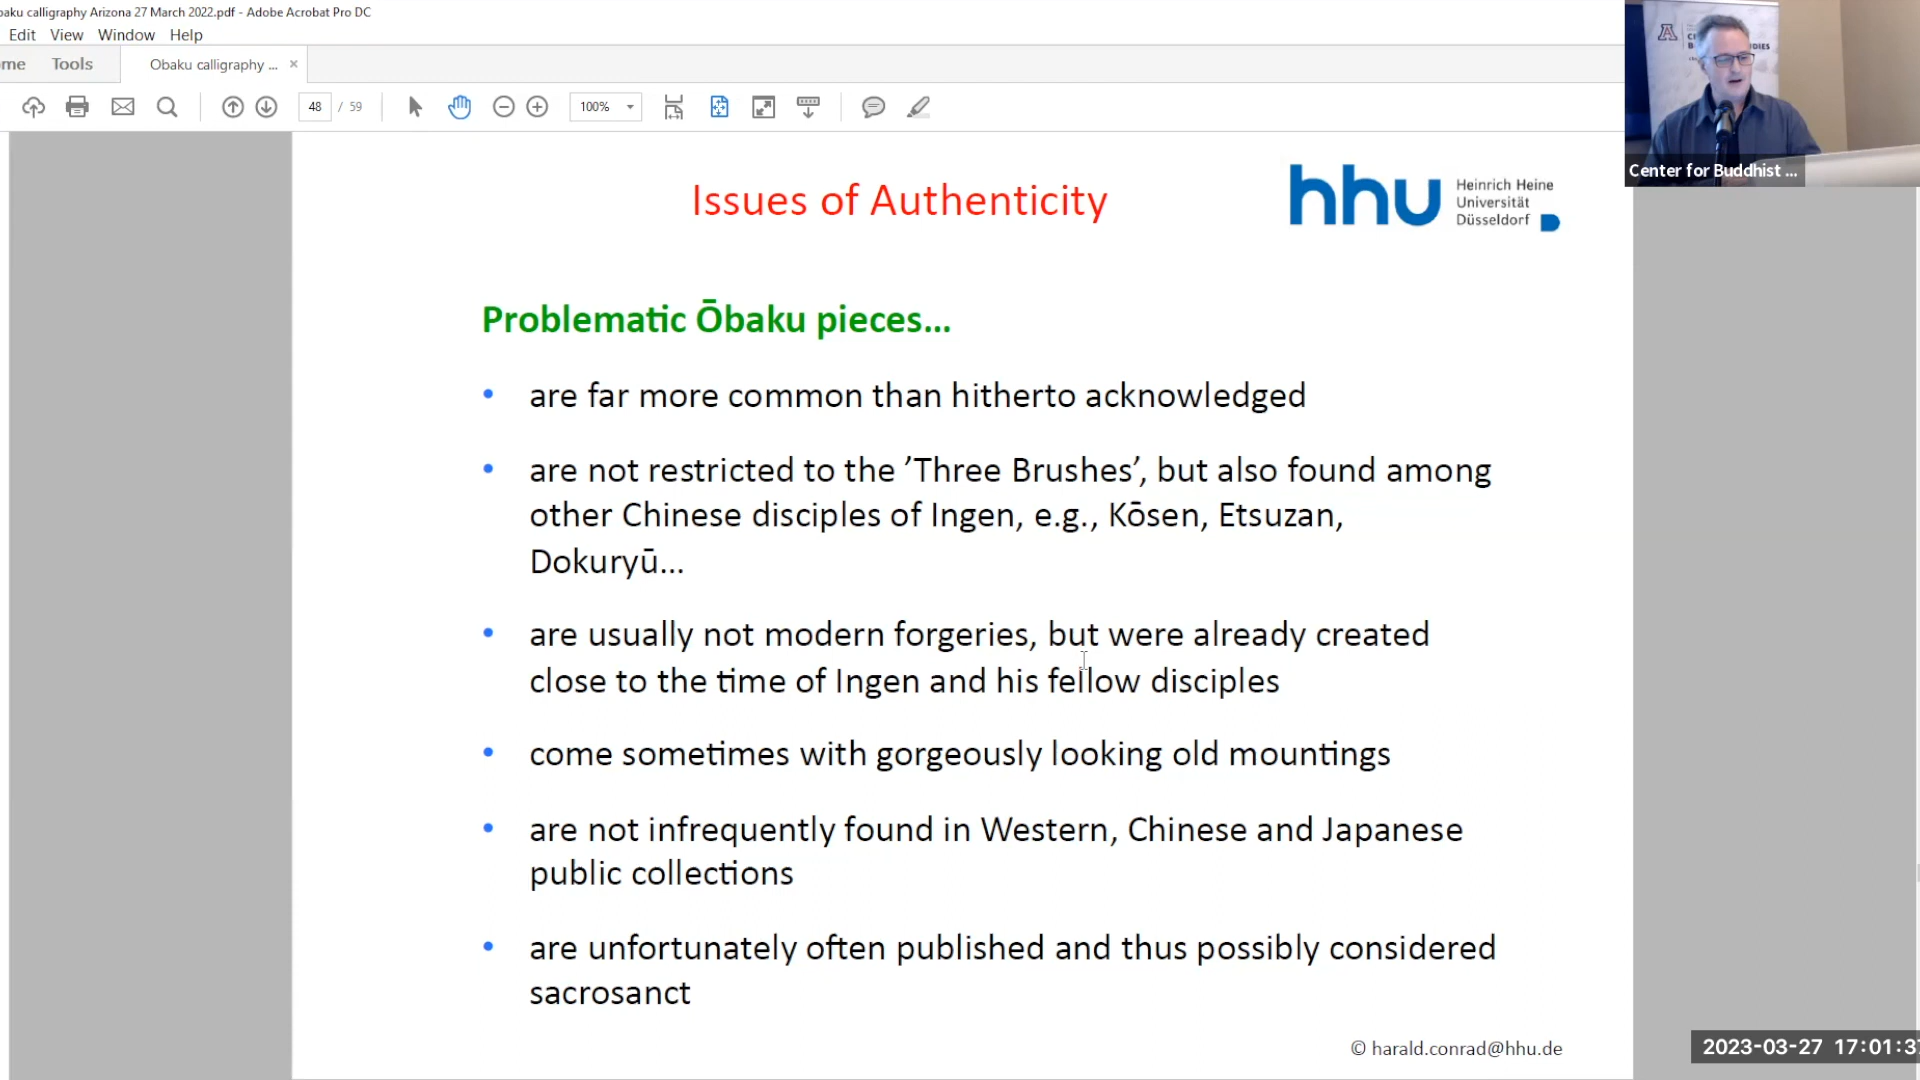 baku calligraphy Arizona 27 March 2022.pdf - Adobe Acrobat Pro DC
Edit View Window Help
me Tools Obaku calligraphy ... ×
48 / 59 100%
Center for Buddhist ...
Issues of Authenticity
hhu Heinrich Heine
Universität
Düsseldorf
Problematic Ōbaku pieces...
• are far more common than hitherto acknowledged
• are not restricted to the ’Three Brushes’, but also found among
other Chinese disciples of Ingen, e.g., Kōsen, Etsuzan,
Dokuryū...
• are usually not modern forgeries, but were already created
close to the time of Ingen and his fellow disciples
• come sometimes with gorgeously looking old mountings
• are not infrequently found in Western, Chinese and Japanese
public collections
• are unfortunately often published and thus possibly considered
sacrosanct
© harald.conrad@hhu.de
2023-03-27 17:01:3